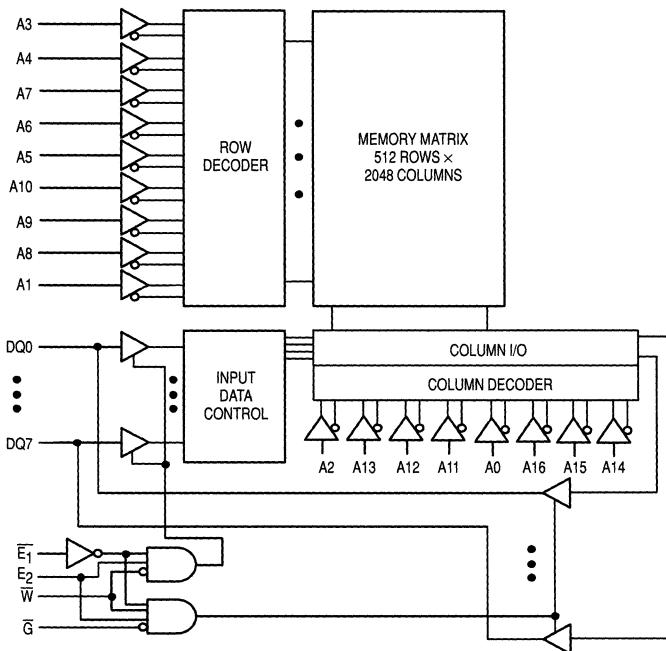 A3
A4
A7
A6
A5
A10
A9
A8
A1
ROW
DECODER
MEMORY MATRIX
512 ROWS ×
2048 COLUMNS
DQ0
DQ7
INPUT
DATA
CONTROL
COLUMN I/O
COLUMN DECODER
A2 A13 A12 A11 A0 A16 A15 A14
E̅1
E2
W̅
G̅